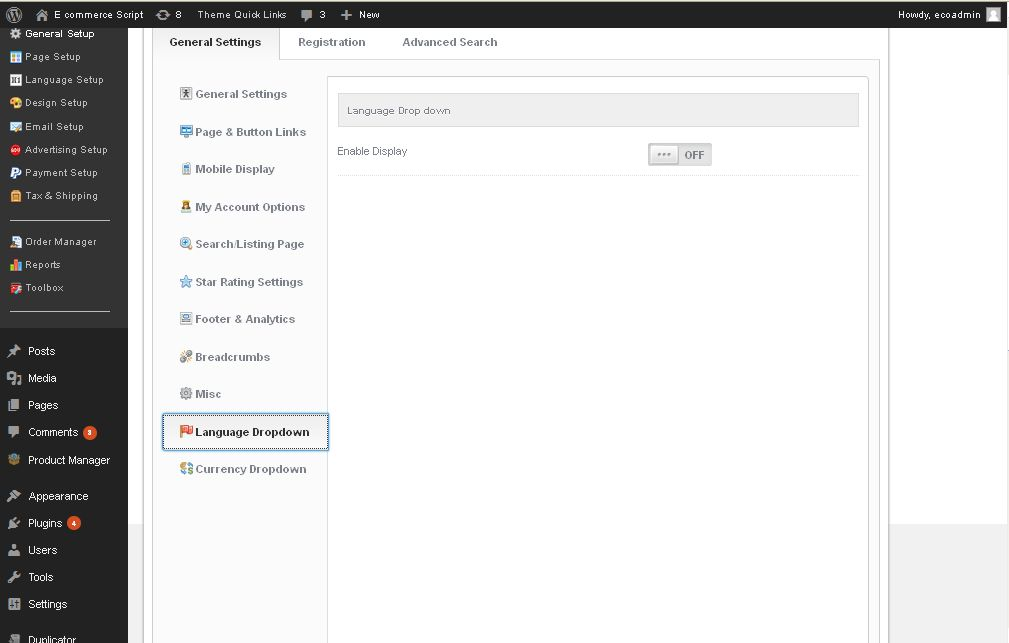 E commerce Script 8 Theme Quick Links 3 New Howdy, ecoadmin
General Setup
Page Setup
Language Setup
Design Setup
Email Setup
Advertising Setup
Payment Setup
Tax & Shipping
Order Manager
Reports
Toolbox
Posts
Media
Pages
Comments 3
Product Manager
Appearance
Plugins 4
Users
Tools
Settings
Duplicator
General Settings Registration Advanced Search
General Settings
Page & Button Links
Mobile Display
My Account Options
Search/Listing Page
Star Rating Settings
Footer & Analytics
Breadcrumbs
Misc
Language Dropdown
Currency Dropdown
Language Drop down
Enable Display OFF